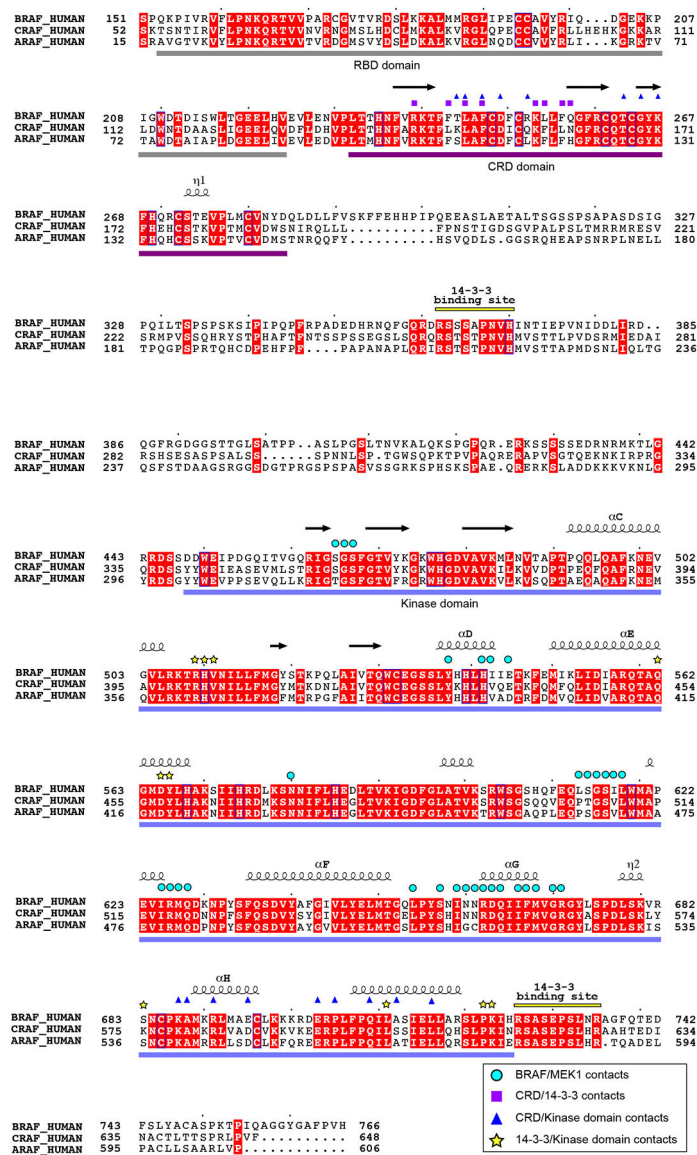 BRAF_HUMAN 151 SPQKPIVRVFLPNKQRTVVPARCGVTVRDSLKKALMMRGLIPECCAVYRIQ...DGEKKP 207
CRAF_HUMAN 52 SKTSNTIRVFLPNKQRTVVNVRNGMSLHDCLMKALKVRGLQPECCAVFRLLHEHKGKKAR 111
ARAF_HUMAN 15 SRAVGTVKVYLPNKQRTVVTVRDGMSVYDSLDKALKVRGLNQDCCVVYRLI...KGRKTV 71
RBD domain
BRAF_HUMAN 208 IGWDTDISWLTGEELHVEVLENVPLTTHNFVRKTFFTLAFCDFCRKLLFQGFRCQTCGYK 267
CRAF_HUMAN 112 LDWNTDAASLIGEELQVDFLDHVPLTTHNFARKTFLKLAFCDICQKFLLNGFRCQTCGYK 171
ARAF_HUMAN 72 TAWDTAIAPLDGEELIVEVLEDVPLTMHNFVRKTFFSLAFCDFCLKFLFHGFRCQTCGYK 131
CRD domain
η1
BRAF_HUMAN 268 FHQRCSTEVPLMCVNYDQLDLLFVSKFFEHHPIPQEEASLAETALTSGSSPSAPASDSIG 327
CRAF_HUMAN 172 FHEHCSTKVPTMCVDWSNIRQLLL..........FPNSTIGDSGVPALPSLTMRRMRESV 221
ARAF_HUMAN 132 FHQHCSSKVPTVCVDMSTNRQQFY..........HSVQDLS.GGSRQHEAPSNRPLNELL 180
14-3-3
binding site
BRAF_HUMAN 328 PQILTSPSPSKSIPIPQPFRPADEDHRNQFGQRDRSSSAPNVHINTIEPVNIDDLIRD.. 385
CRAF_HUMAN 222 SRMPVSSQHRYSTPHAFTFNTSSPSSEGSLSQRQRSTSTPNVHMVSTTLPVDSRMIEDAI 281
ARAF_HUMAN 181 TPQGPSPRTQHCDPEHFPF....PAPANAPLQRIRSTSTPNVHMVSTTAPMDSNLIQLTG 236
BRAF_HUMAN 386 QGFRGDGGSTTGLSATPP..ASLPGSLTNVKALQKSPGPQR.ERKSSSSSEDRNRMKTLG 442
CRAF_HUMAN 282 RSHSESASPSALSS......SPNNLS.PTGWSQPKTPVPAQRERAPVSGTQEKNKIRPRG 334
ARAF_HUMAN 237 QSFSTDAAGSRGGSDGTPRGSPSPASVSSGRKSPHSKSPAE.QRERKSLADDKKKVKNLG 295
αC
BRAF_HUMAN 443 RRDSSDDWEIPDGQITVGQRIGSGSFGTVYKGKWHGDVAVKMLNVTAPTPQQLQAFKNEV 502
CRAF_HUMAN 335 QRDSSYYWEIEASEVMLSTRIGSGSFGTVYKGKWHGDVAVKILKVVDPTPEQFQAFRNEV 394
ARAF_HUMAN 296 YRDSGYYWEVPPSEVQLLKRIGTGSFGTVFRGRWHGDVAVKVLKVSQPTAEQAQAFKNEM 355
Kinase domain
αD αE
BRAF_HUMAN 503 GVLRKTRHVNILLFMGYSTKPQLAIVTQWCEGSSLYHHLHIIETKFEMIKLIDIARQTAQ 562
CRAF_HUMAN 395 AVLRKTRHVNILLFMGYMTKDNLAIVTQWCEGSSLYKHLHVQETKFQMFQLIDIARQTAQ 454
ARAF_HUMAN 356 QVLRKTRHVNILLFMGFMTRPGFAIITQWCEGSSLYHHLHVADTRFDMVQLIDVARQTAQ 415
BRAF_HUMAN 563 GMDYLHAKSIIHRDLKSNNIFLHEDLTVKIGDFGLATVKSRWSGSHQFEQLSGSILWMAP 622
CRAF_HUMAN 455 GMDYLHAKNIIHRDMKSNNIFLHEGLTVKIGDFGLATVKSRWSGSQQVEQPTGSVLWMAP 514
ARAF_HUMAN 416 GMDYLHAKNIIHRDLKSNNIFLHEGLTVKIGDFGLATVKTRWSGAQPLEQPSGSVLWMAA 475
αF αG η2
BRAF_HUMAN 623 EVIRMQDKNPYSFQSDVYAFGIVLYELMTGQLPYSNINNRDQIIFMVGRGYLSPDLSKVR 682
CRAF_HUMAN 515 EVIRMQDNNPFSFQSDVYSYGIVLYELMTGELPYSHINNRDQIIFMVGRGYASPDLSKLY 574
ARAF_HUMAN 476 EVIRMQDPNPYSFQSDVYAYGVVLYELMTGSLPYSHIGCRDQIIFMVGRGYLSPDLSKIS 535
αH
14-3-3
binding site
BRAF_HUMAN 683 SNCPKAMKRLMAECLKKKRDERPLFPQILASIELLARSLPKIHRSASEPSLNRAGFQTED 742
CRAF_HUMAN 575 KNCPKAMKRLVADCVKKVKEERPLFPQILSSIELLQHSLPKINRSASEPSLHRAAHTEDI 634
ARAF_HUMAN 536 SNCPKAMRRLLSDCLKFQREERPLFPQILATIELLQRSLPKIERSASEPSLHR.TQADEL 594
BRAF_HUMAN 743 FSLYACASPKTPIQAGGYGAFPVH 766
CRAF_HUMAN 635 NACTLTTSPRLPVF.......... 648
ARAF_HUMAN 595 PACLLSAARLVP............ 606
BRAF/MEK1 contacts
CRD/14-3-3 contacts
CRD/Kinase domain contacts
14-3-3/Kinase domain contacts